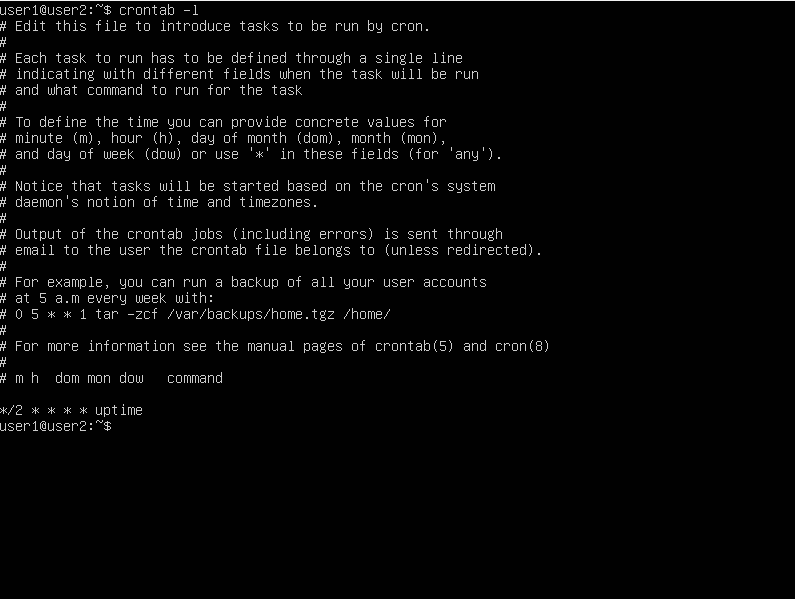 user1@user2:~$ crontab -l
# Edit this file to introduce tasks to be run by cron.
#
# Each task to run has to be defined through a single line
# indicating with different fields when the task will be run
# and what command to run for the task
#
# To define the time you can provide concrete values for
# minute (m), hour (h), day of month (dom), month (mon),
# and day of week (dow) or use '*' in these fields (for 'any').
#
# Notice that tasks will be started based on the cron's system
# daemon's notion of time and timezones.
#
# Output of the crontab jobs (including errors) is sent through
# email to the user the crontab file belongs to (unless redirected).
#
# For example, you can run a backup of all your user accounts
# at 5 a.m every week with:
# 0 5 * * 1 tar -zcf /var/backups/home.tgz /home/
#
# For more information see the manual pages of crontab(5) and cron(8)
#
# m h  dom mon dow   command

*/2 * * * * uptime
user1@user2:~$